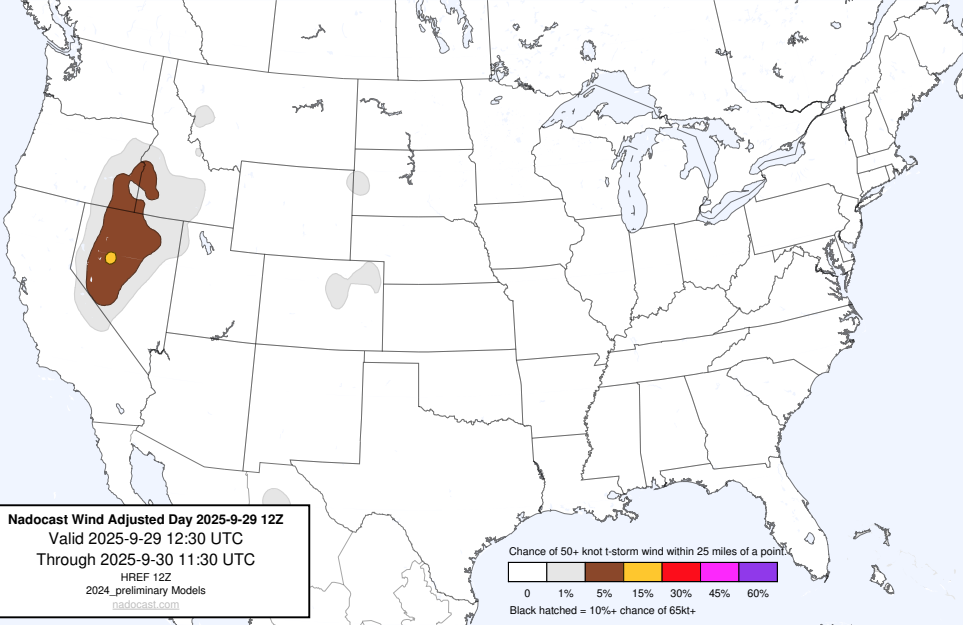 Nadocast Wind Adjusted Day 2025-9-29 12Z
Valid 2025-9-29 12:30 UTC
Through 2025-9-30 11:30 UTC
HREF 12Z
2024_preliminary Models
nadocast.com
Chance of 50+ knot t-storm wind within 25 miles of a point.
0 1% 5% 15% 30% 45% 60%
Black hatched = 10%+ chance of 65kt+